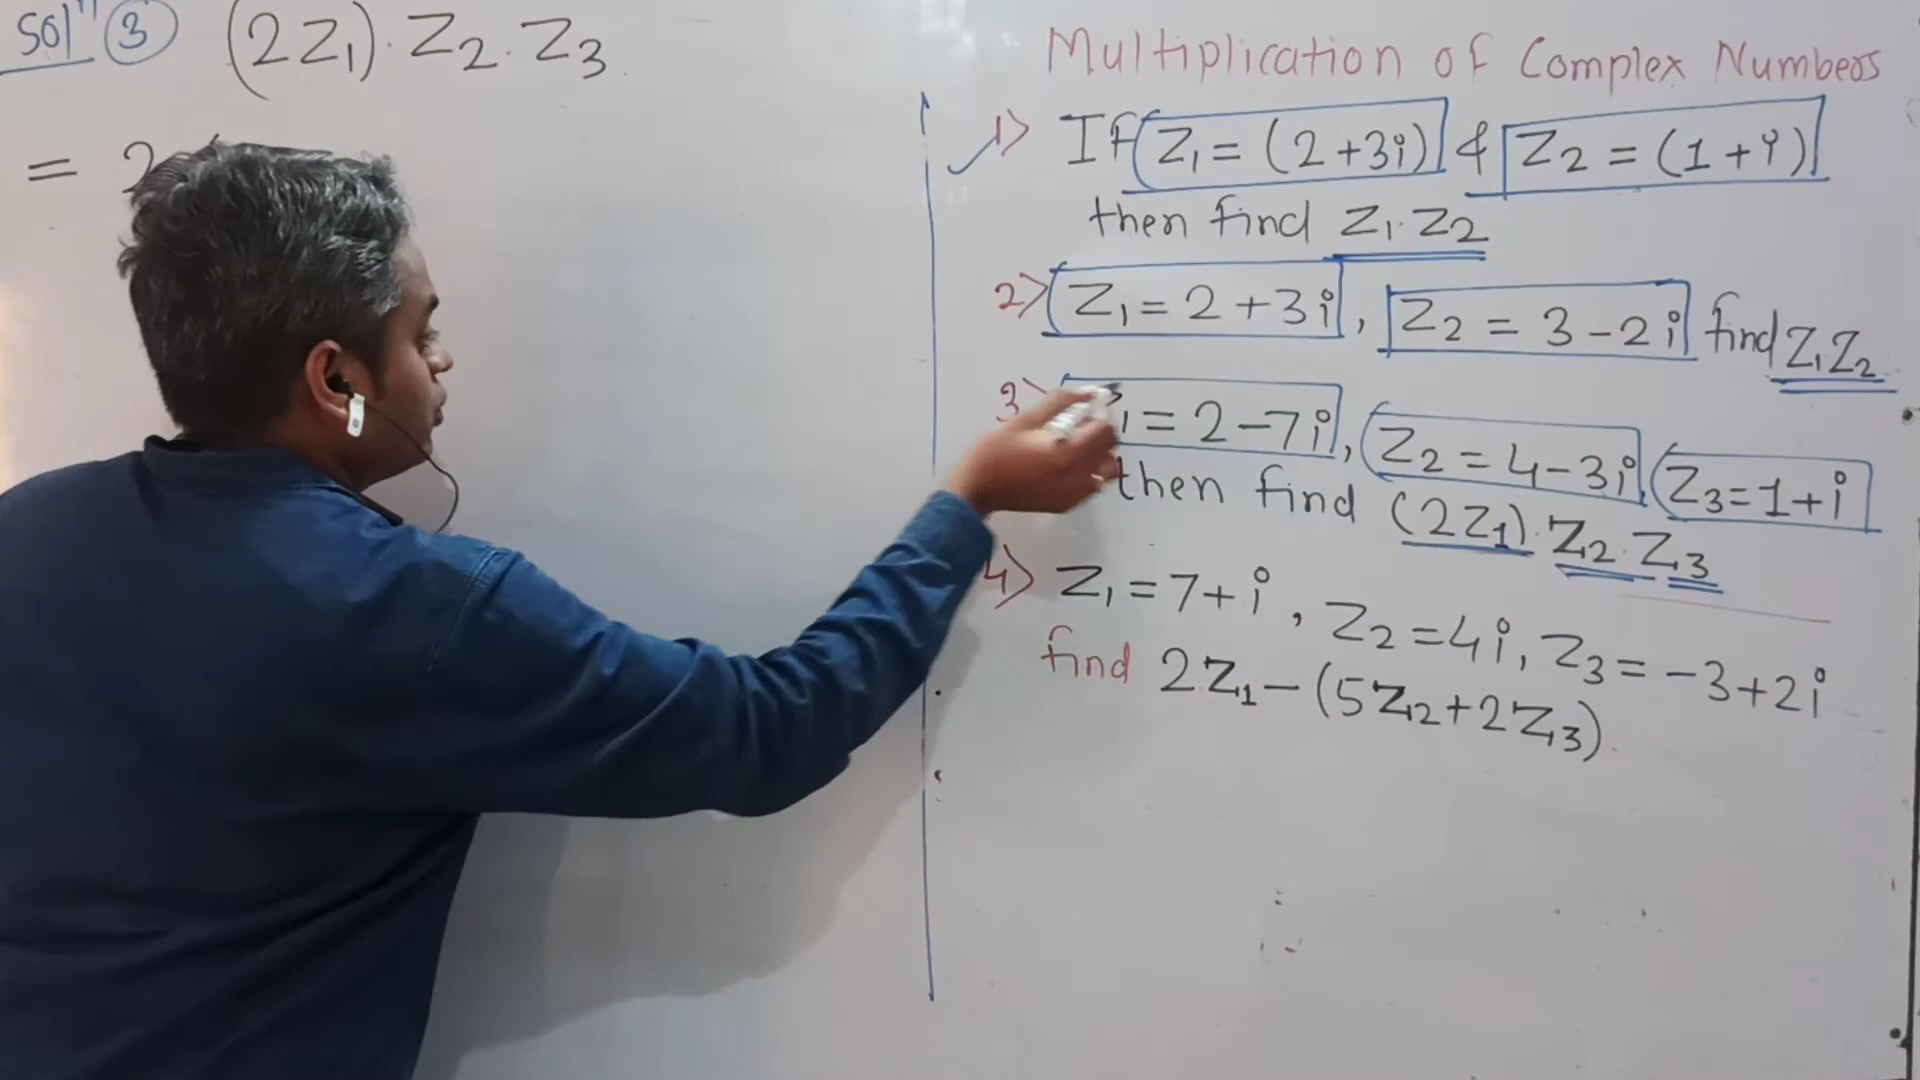 Solⁿ ③ (2Z₁)·Z₂·Z₃
= 2
Multiplication of Complex Numbers
1> If Z₁ = (2+3i) & Z₂ = (1+i)
then find Z₁·Z₂
2> Z₁ = 2+3i, Z₂ = 3-2i find Z₁Z₂
3> Z₁ = 2-7i, Z₂ = 4-3i, Z₃ = 1+i
then find (2Z₁)·Z₂·Z₃
4> Z₁ = 7+i, Z₂ = 4i, Z₃ = -3+2i
find 2Z₁-(5Z₂+2Z₃).